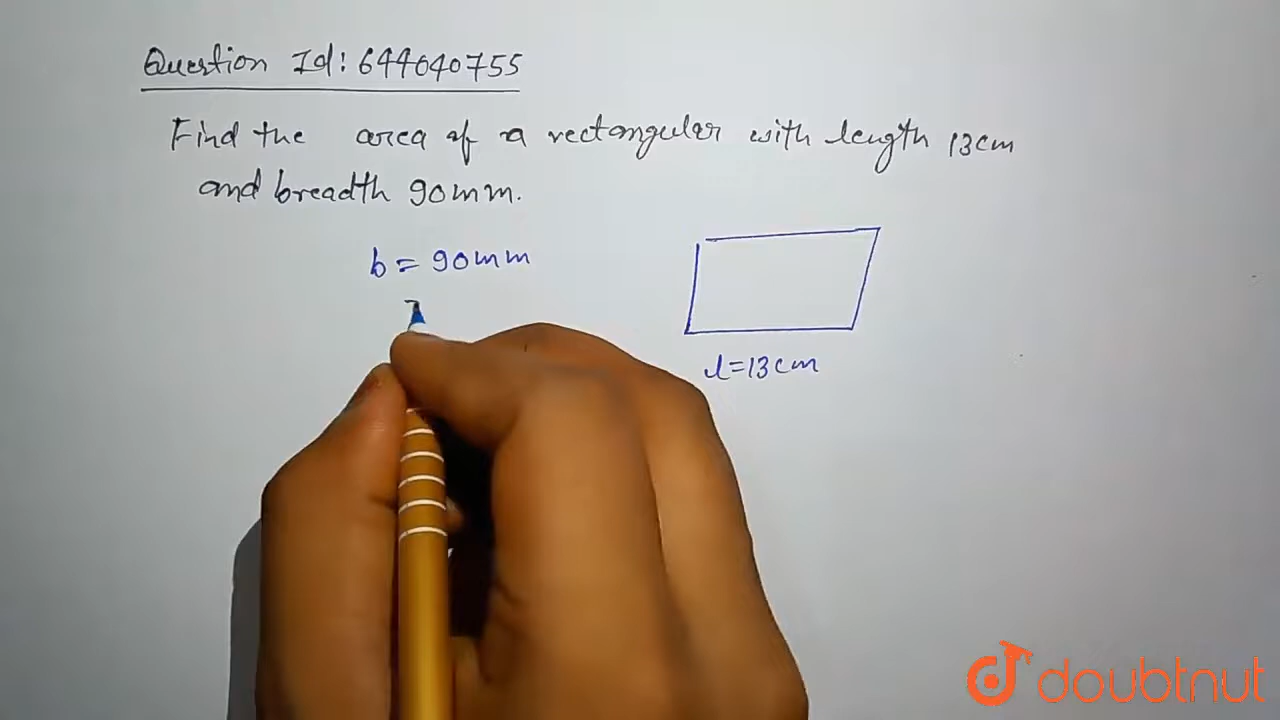 Question Id: 644040755
Find the area of a rectangular with length 13cm
and breadth 90mm.
b = 90mm
l=13cm
doubtnut